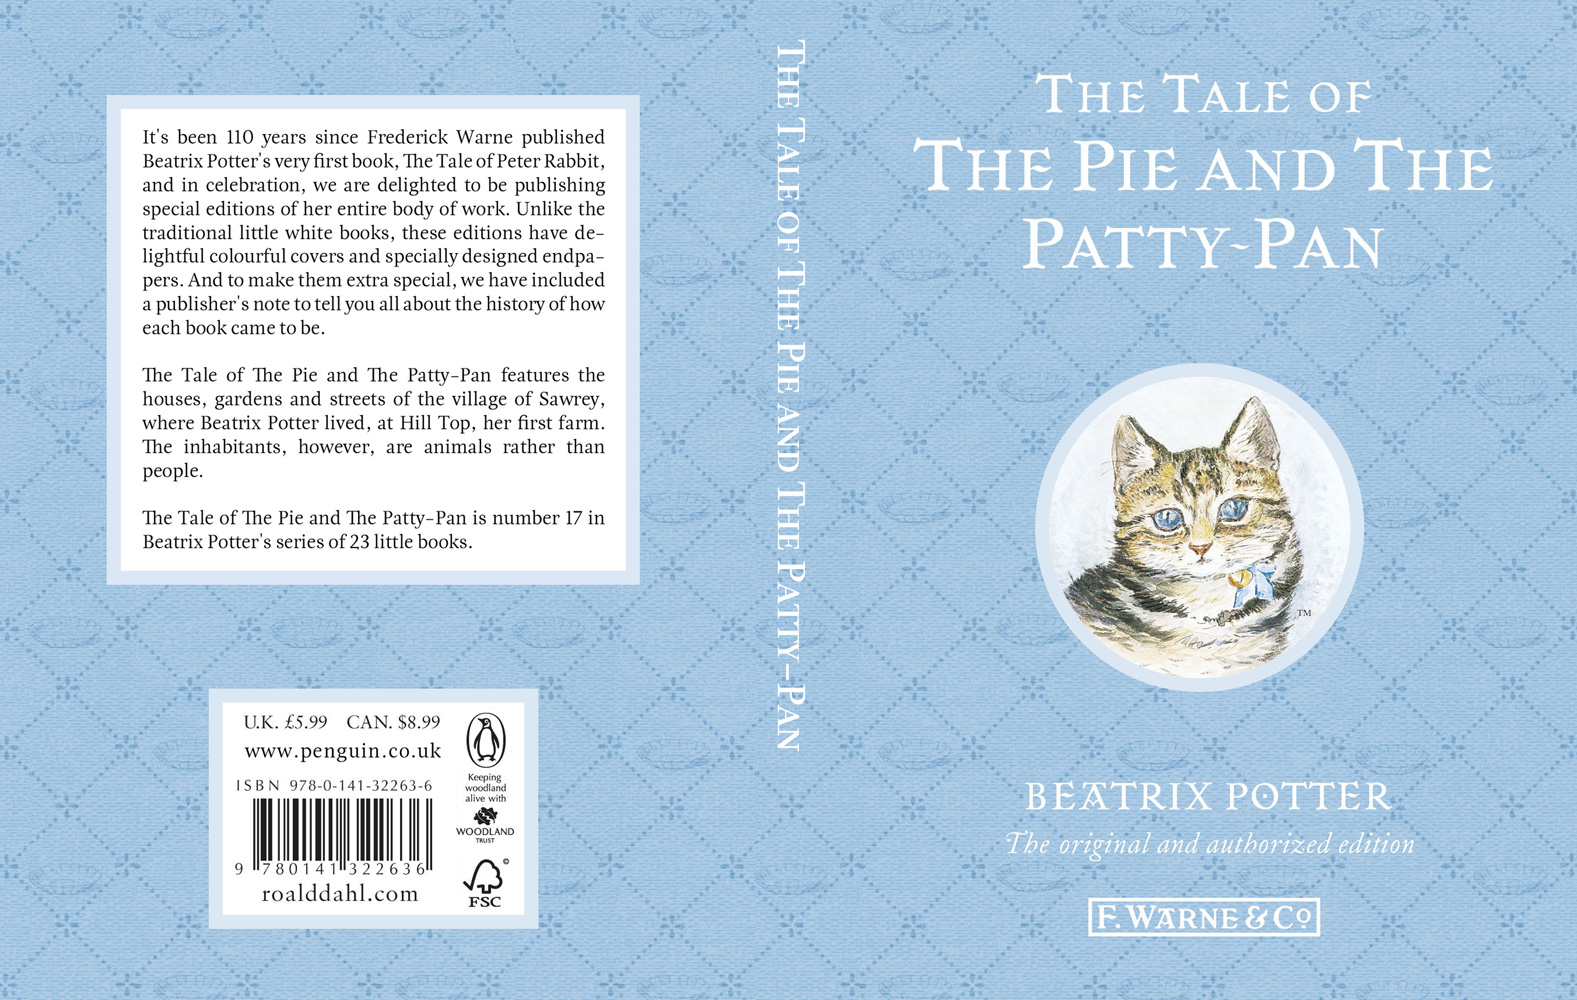 It's been 110 years since Frederick Warne published
Beatrix Potter's very first book, The Tale of Peter Rabbit,
and in celebration, we are delighted to be publishing
special editions of her entire body of work. Unlike the
traditional little white books, these editions have de-
lightful colourful covers and specially designed endpa-
pers. And to make them extra special, we have included
a publisher's note to tell you all about the history of how
each book came to be.
The Tale of The Pie and The Patty-Pan features the
houses, gardens and streets of the village of Sawrey,
where Beatrix Potter lived, at Hill Top, her first farm.
The inhabitants, however, are animals rather than
people.
The Tale of The Pie and The Patty-Pan is number 17 in
Beatrix Potter's series of 23 little books.
U.K. £5.99 CAN. $8.99
www.penguin.co.uk
ISBN 978-0-141-32263-6
9 780141 322636
roalddahl.com
Keeping
woodland
alive with
WOODLAND
TRUST
©
FSC
THE TALE OF THE PIE AND THE PATTY-PAN
THE TALE OF
THE PIE AND THE
PATTY-PAN
TM
BEATRIX POTTER
The original and authorized edition
F. WARNE & Co